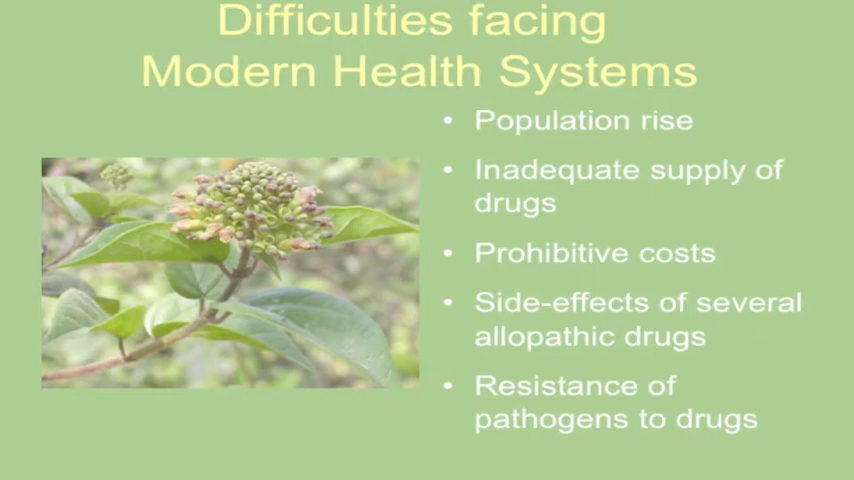 Difficulties facing
Modern Health Systems
• Population rise
• Inadequate supply of
drugs
• Prohibitive costs
• Side-effects of several
allopathic drugs
• Resistance of
pathogens to drugs